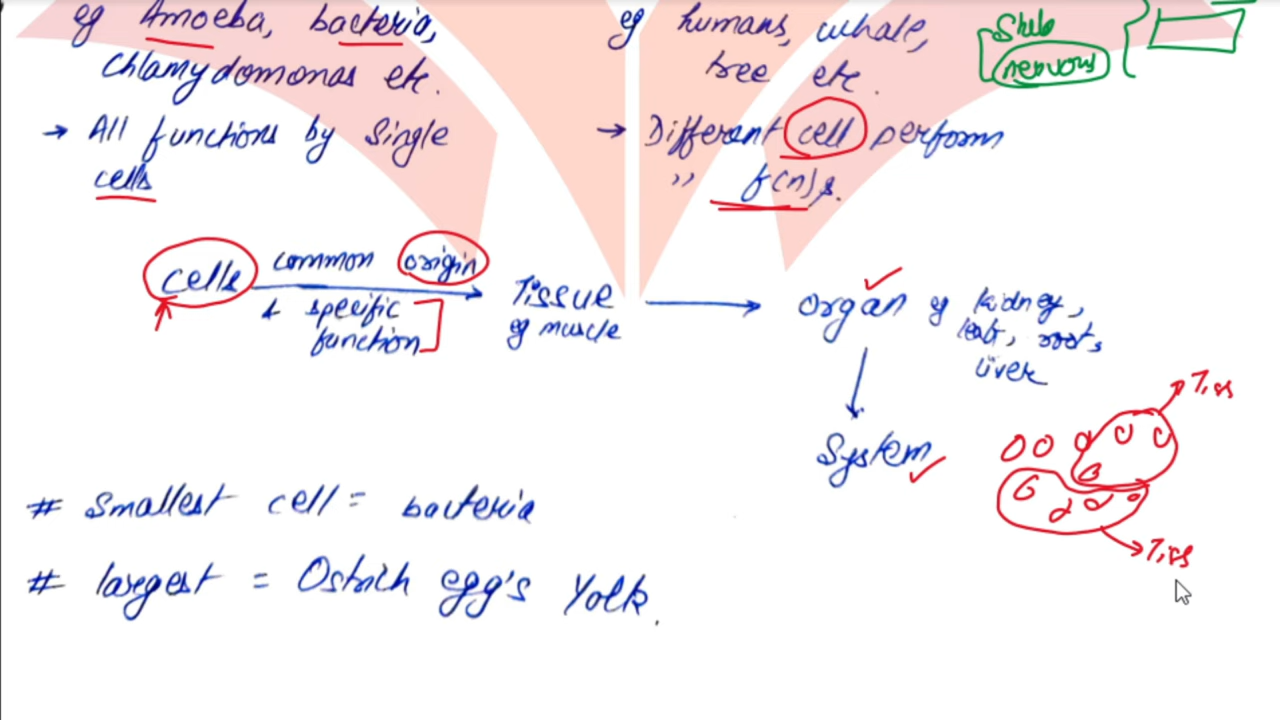 eg Amoeba, bacteria,
Chlamydomonas etc.
→ All functions by Single
cells
eg humans, whale,
tree etc.
→ Different cell perform
,, f(n)s.
nervous
cells common origin
& specific
function
Tissue
eg muscle
organ eg kidney,
leaf, roots,
liver
System
Tiss
Tiss
# Smallest cell = bacteria
# largest = Ostrich egg's Yolk.